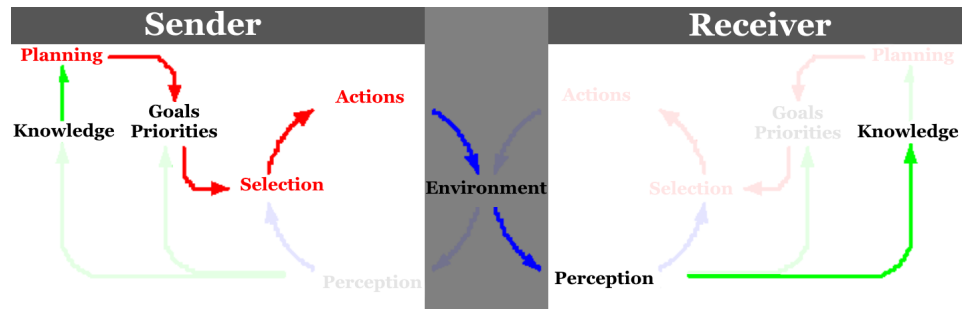 Sender
Receiver
Planning
Goals
Priorities
Knowledge
Actions
Selection
Perception
Environment
Planning
Actions
Goals
Priorities
Knowledge
Selection
Perception